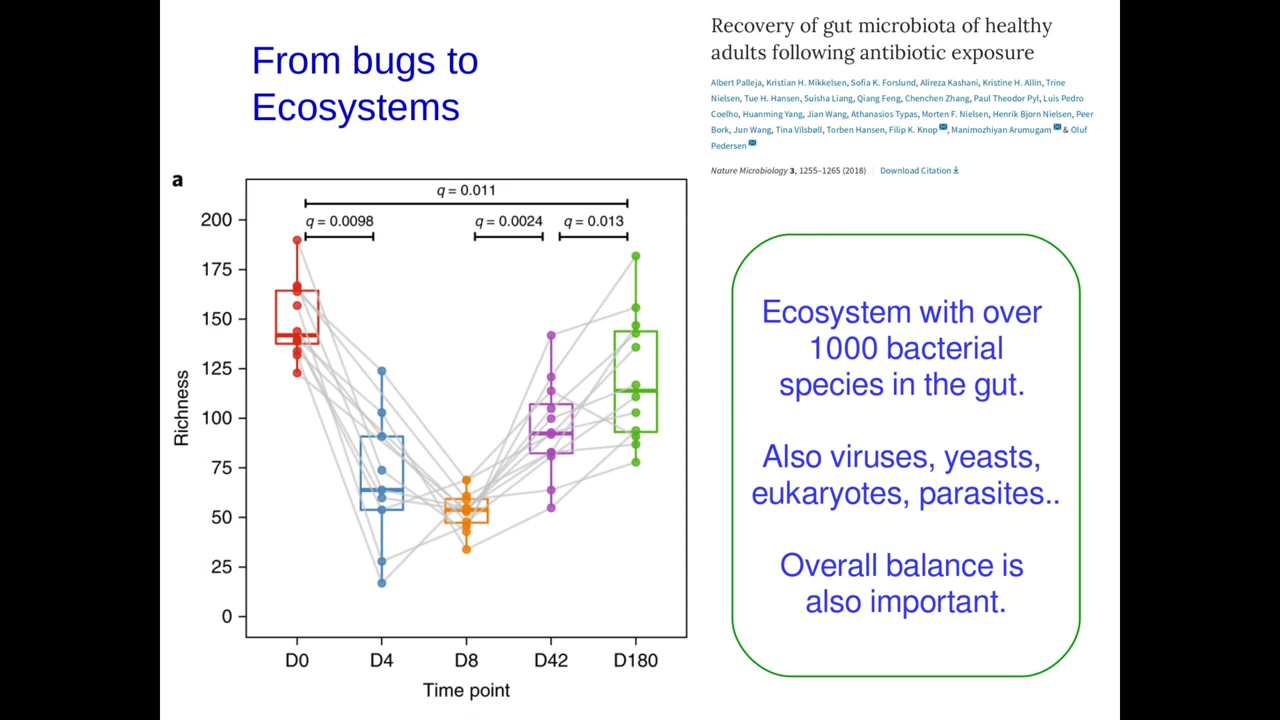 From bugs to
Ecosystems
Recovery of gut microbiota of healthy
adults following antibiotic exposure
Albert Palleja, Kristian H. Mikkelsen, Sofia K. Forslund, Alireza Kashani, Kristine H. Allin, Trine
Nielsen, Tue H. Hansen, Suisha Liang, Qiang Feng, Chenchen Zhang, Paul Theodor Pyl, Luis Pedro
Coelho, Huanming Yang, Jian Wang, Athanasios Typas, Morten F. Nielsen, Henrik Bjorn Nielsen, Peer
Bork, Jun Wang, Tina Vilsbøll, Torben Hansen, Filip K. Knop, Manimozhiyan Arumugam & Oluf
Pedersen
Nature Microbiology 3, 1255–1265 (2018) | Download Citation
a
q = 0.011
q = 0.0098 q = 0.0024 q = 0.013
200
175
150
125
100
75
50
25
0
Richness
D0 D4 D8 D42 D180
Time point
Ecosystem with over
1000 bacterial
species in the gut.
Also viruses, yeasts,
eukaryotes, parasites..
Overall balance is
also important.